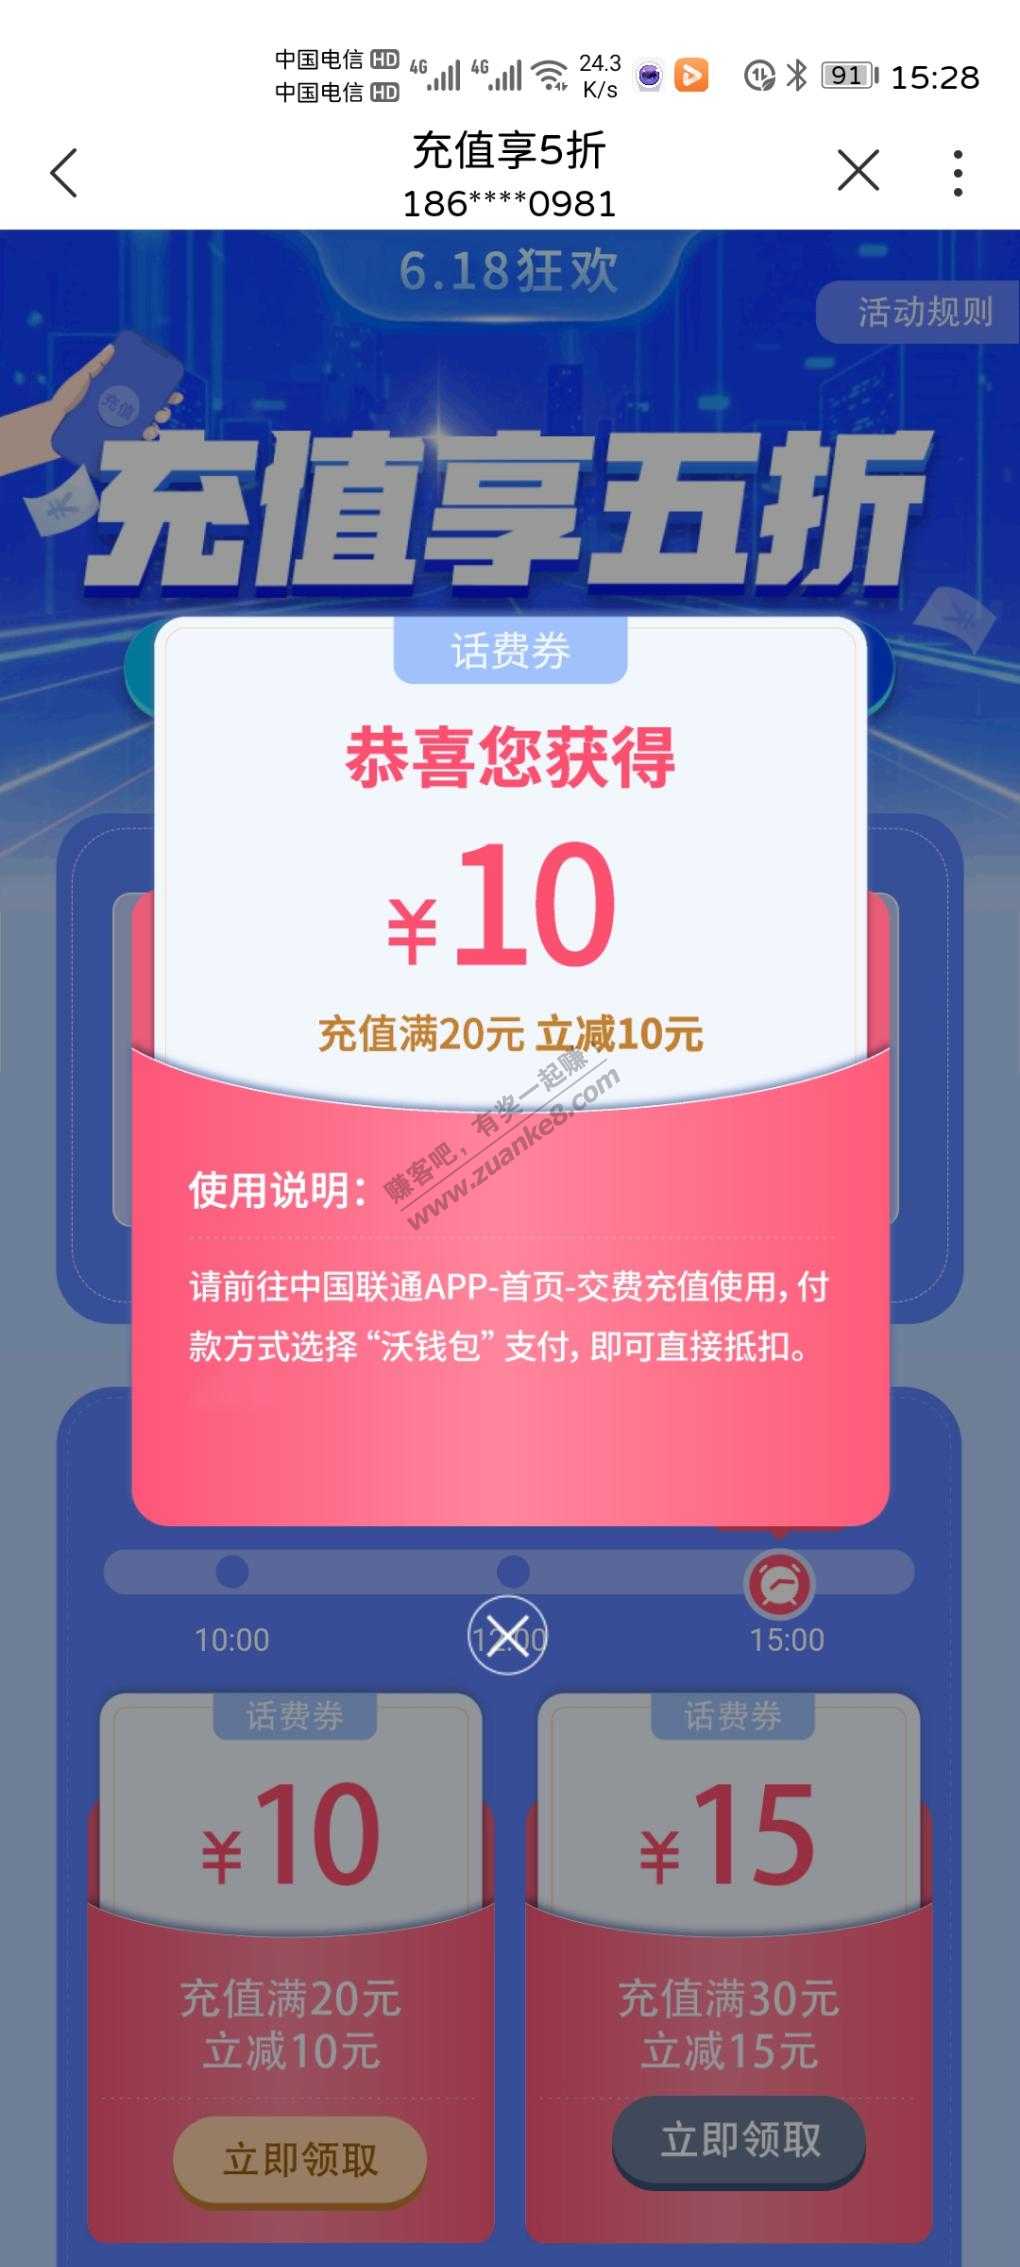 中国电信 HD
中国电信 HD
4G
4G
24.3
K/s
91
15:28
充值享5折
186****0981
6.18狂欢
活动规则
充值
充值享五折
话费券
恭喜您获得
¥10
充值满20元 立减10元
赚客吧，有奖一起赚！
www.zuanke8.com
使用说明：
请前往中国联通APP-首页-交费充值使用，付
款方式选择“沃钱包”支付，即可直接抵扣。
10:00
12:00
15:00
话费券
¥10
充值满20元
立减10元
立即领取
话费券
¥15
充值满30元
立减15元
立即领取